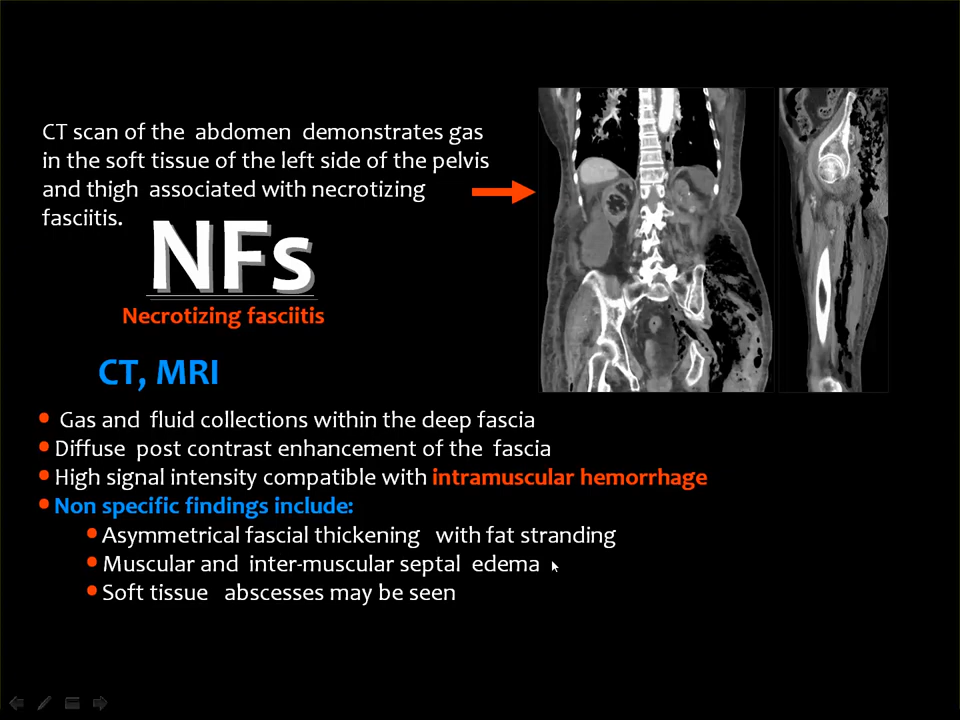 CT scan of the abdomen demonstrates gas
in the soft tissue of the left side of the pelvis
and thigh associated with necrotizing
fasciitis.
NFs
Necrotizing fasciitis
CT, MRI
• Gas and fluid collections within the deep fascia
• Diffuse post contrast enhancement of the fascia
• High signal intensity compatible with intramuscular hemorrhage
• Non specific findings include:
• Asymmetrical fascial thickening with fat stranding
• Muscular and inter-muscular septal edema
• Soft tissue abscesses may be seen